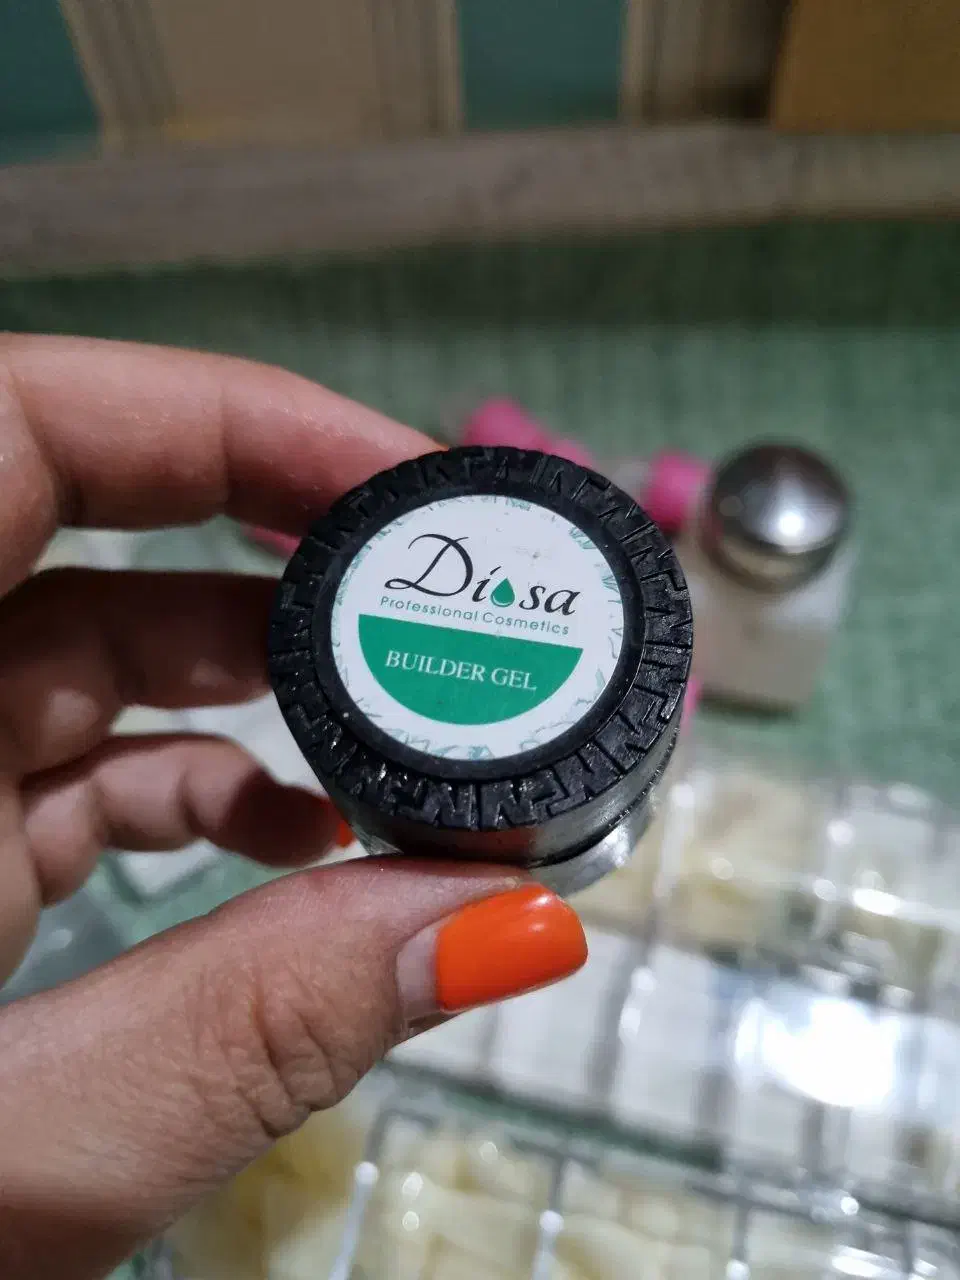 Diosa
Professional Cosmetics
BUILDER GEL